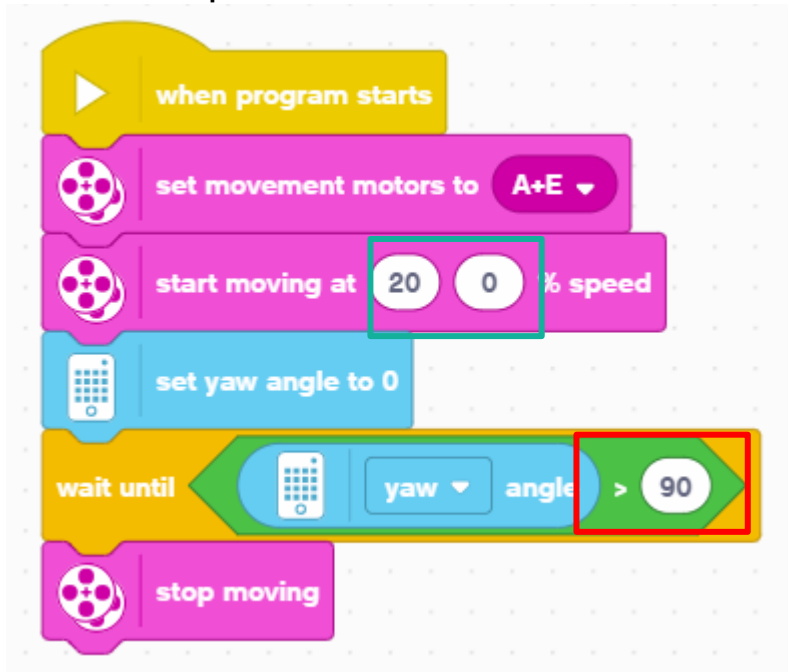 when program starts
set movement motors to A+E
start moving at 20 0 % speed
set yaw angle to 0
wait until yaw angle > 90
stop moving